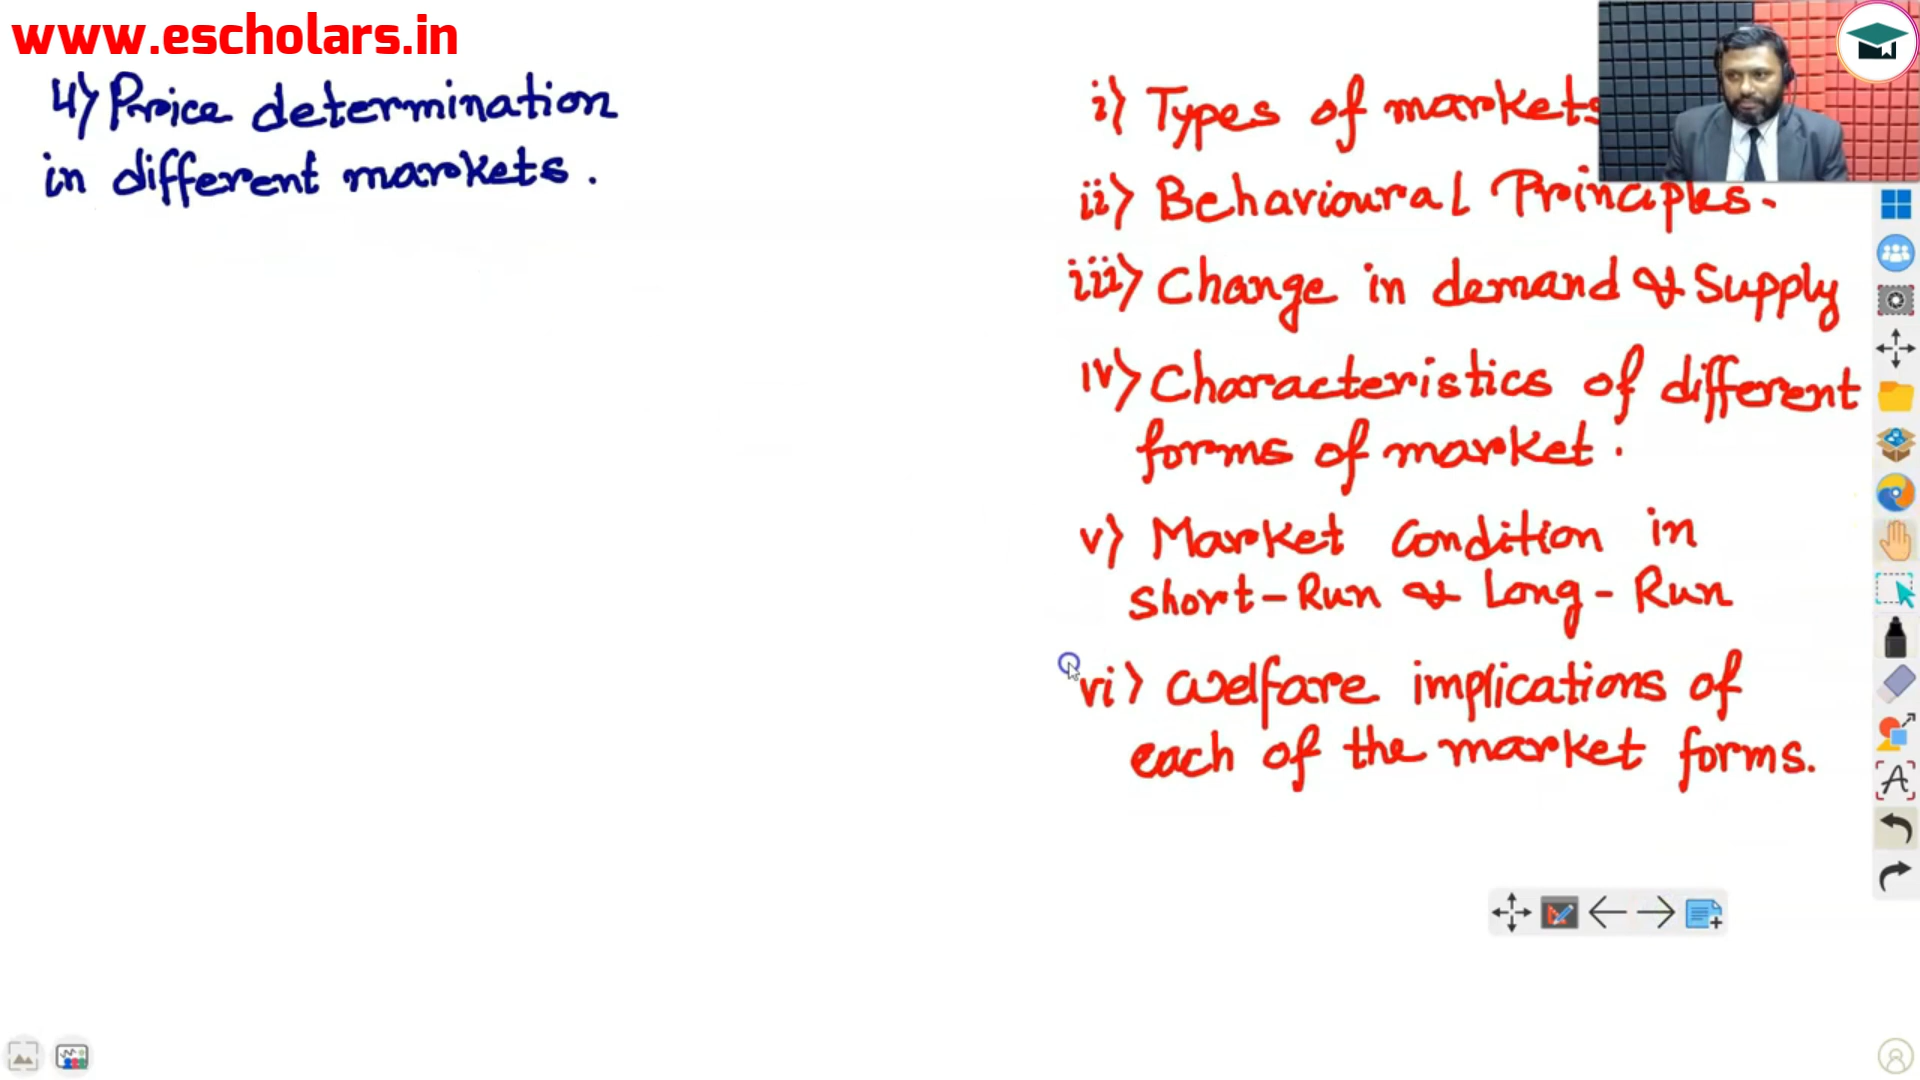 www.escholars.in
4) Price determination
in different markets.
i) Types of markets
ii) Behavioural Principles.
iii) Change in demand & Supply
iv) Characteristics of different
forms of market.
v) Market Condition in
Short-Run & Long-Run
vi) Welfare implications of
each of the market forms.